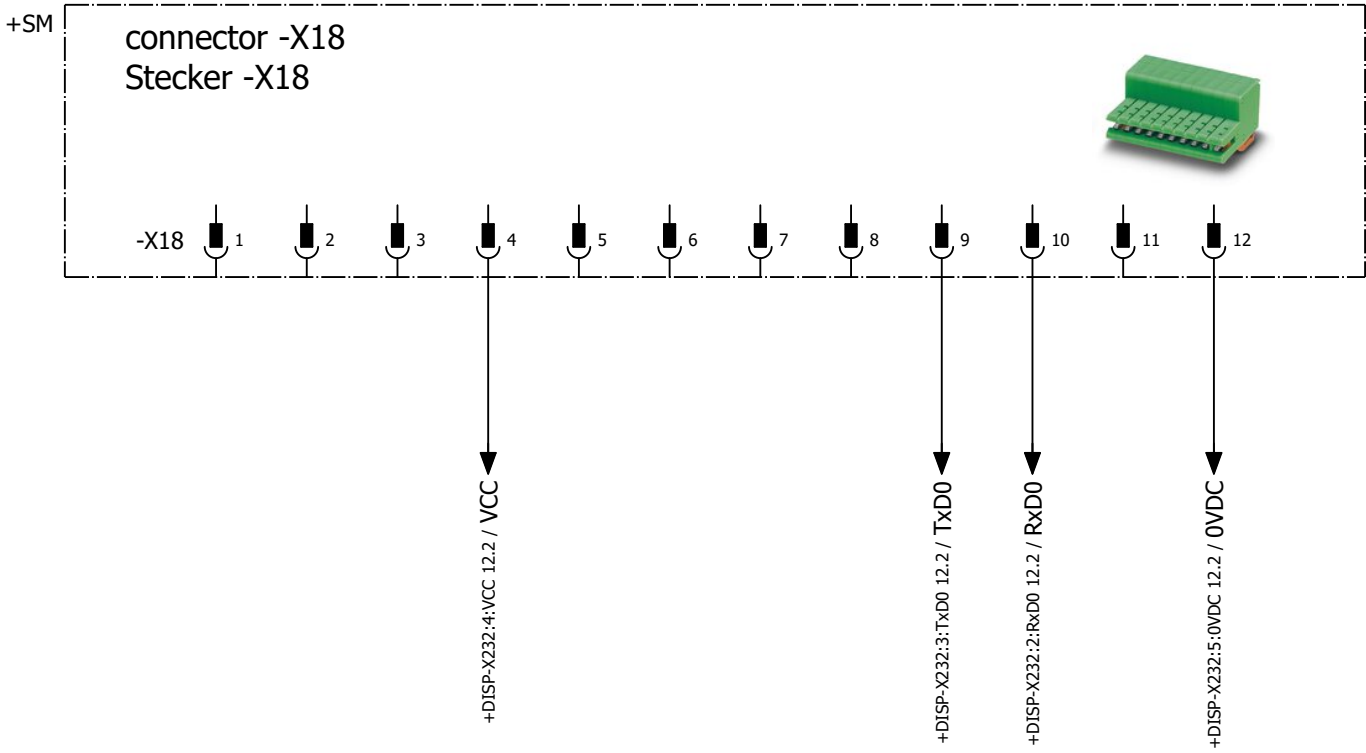 +SM
connector -X18
Stecker -X18
-X18 1 2 3 4 5 6 7 8 9 10 11 12
+DISP-X232:4:VCC 12.2 / VCC
+DISP-X232:3:TxD0 12.2 / TxD0
+DISP-X232:2:RxD0 12.2 / RxD0
+DISP-X232:5:0VDC 12.2 / 0VDC